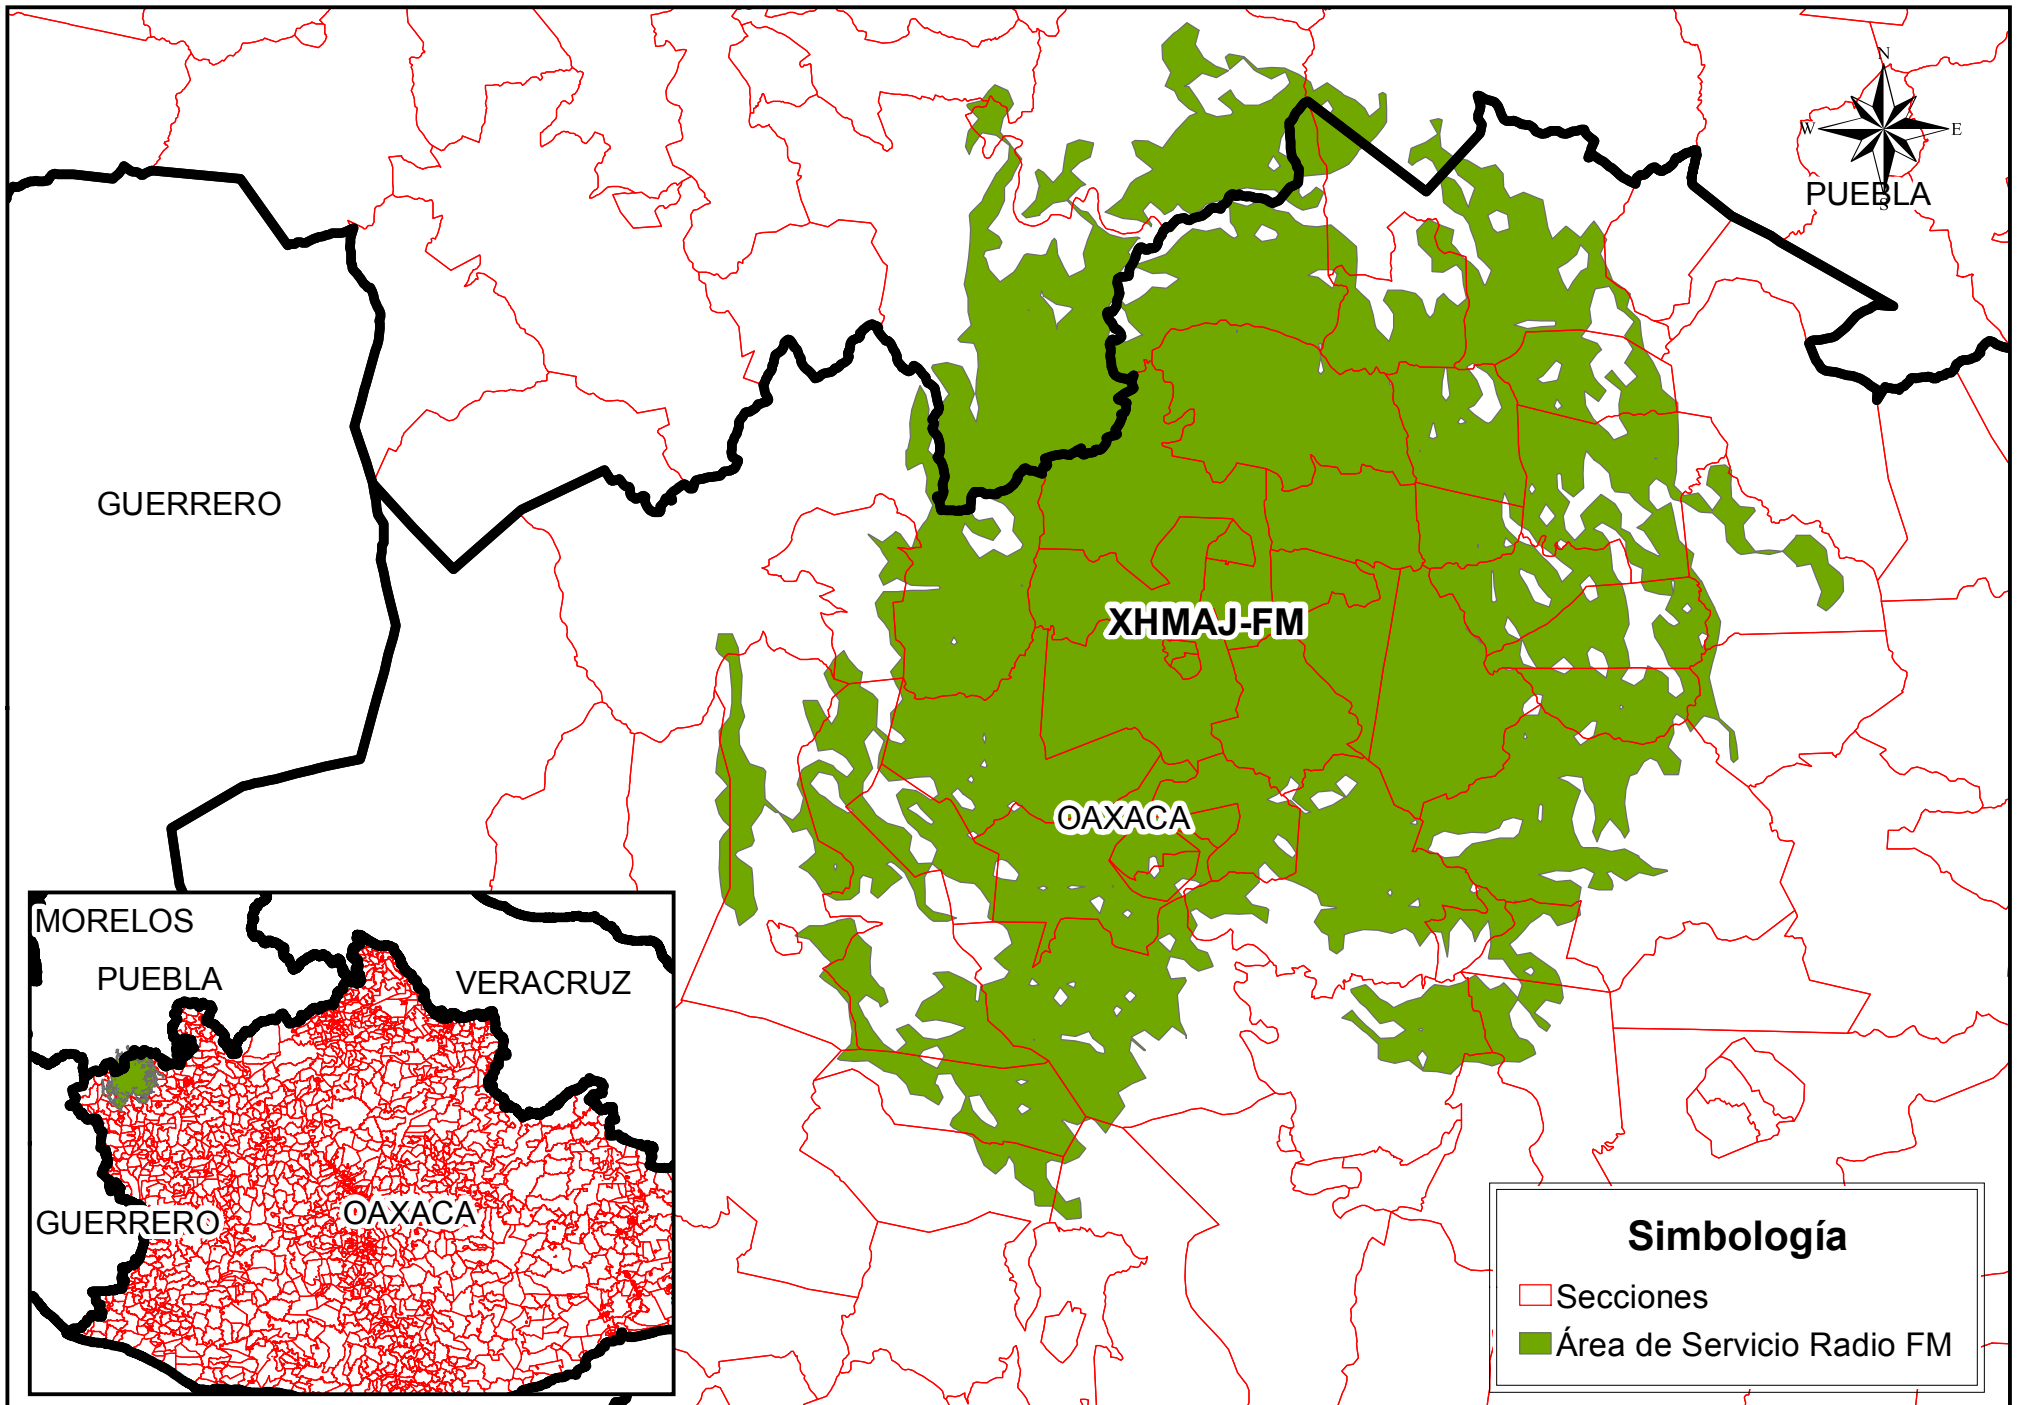 N
W
E
S
PUEBLA
GUERRERO
XHMAJ-FM
OAXACA
MORELOS
PUEBLA
VERACRUZ
GUERRERO
OAXACA
Simbología
Secciones
Área de Servicio Radio FM